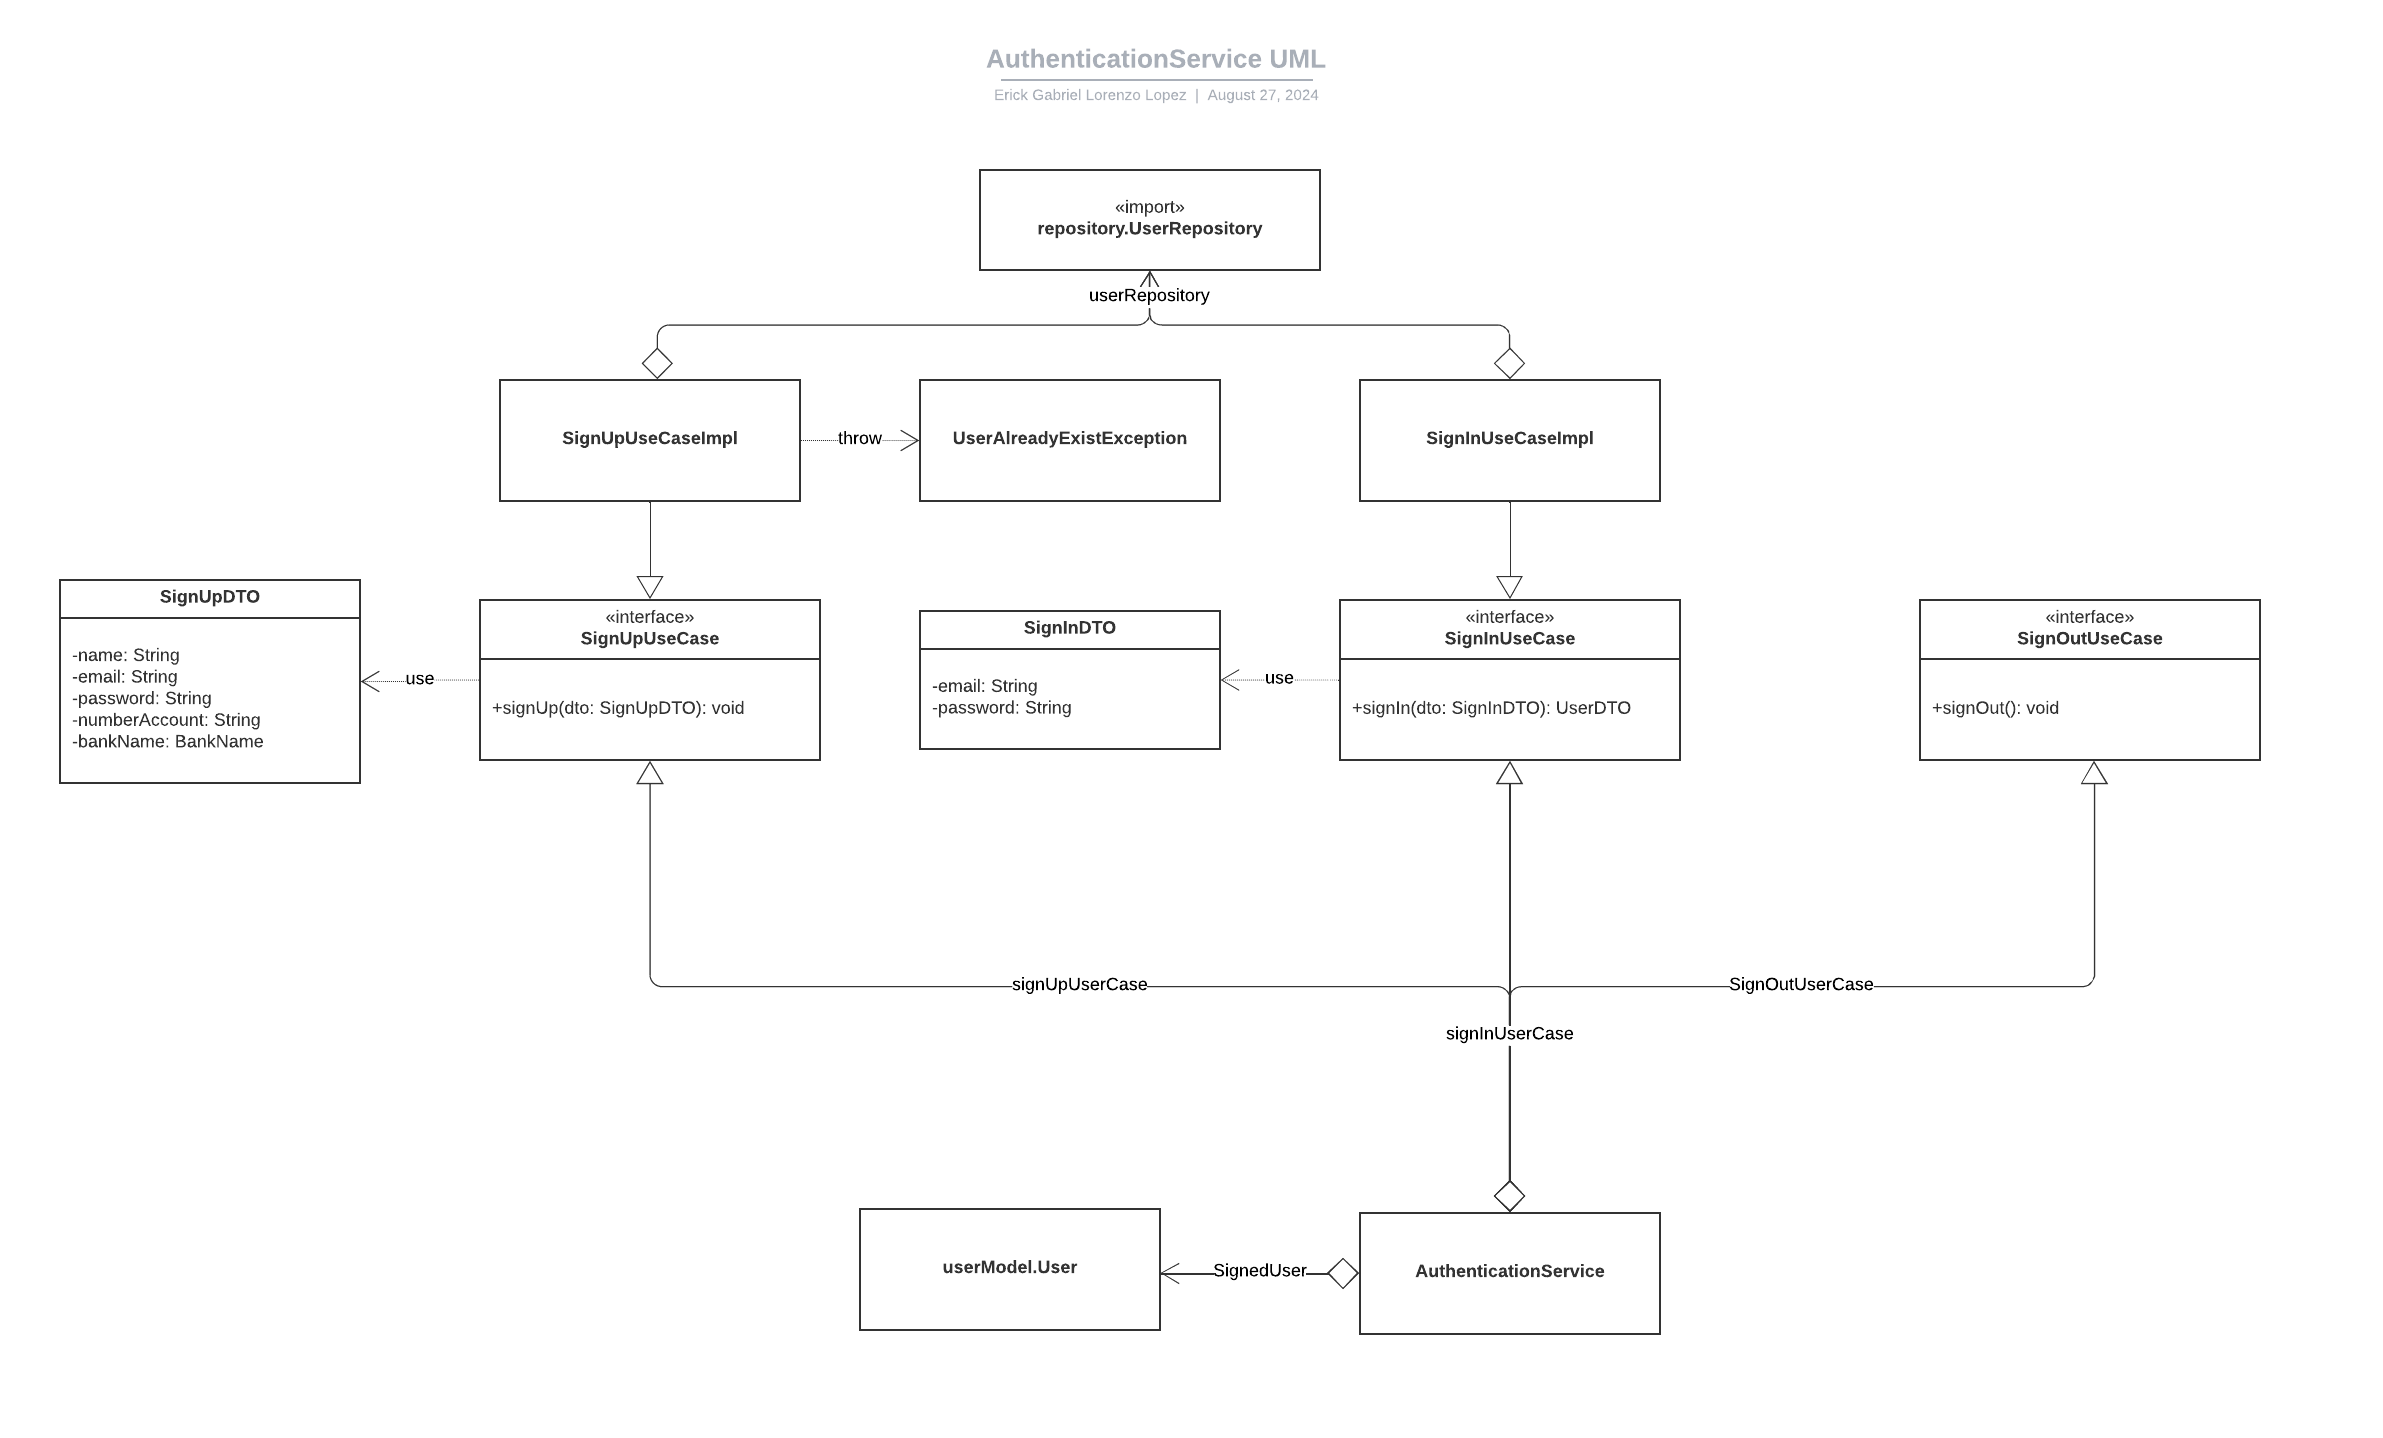 AuthenticationService UML
Erick Gabriel Lorenzo Lopez | August 27, 2024
«import»
repository.UserRepository
userRepository
SignUpUseCaseImpl
throw
UserAlreadyExistException
SignInUseCaseImpl
SignUpDTO
-name: String
-email: String
-password: String
-numberAccount: String
-bankName: BankName
use
«interface»
SignUpUseCase
+signUp(dto: SignUpDTO): void
SignInDTO
-email: String
-password: String
use
«interface»
SignInUseCase
+signIn(dto: SignInDTO): UserDTO
«interface»
SignOutUseCase
+signOut(): void
signUpUserCase
SignOutUserCase
signInUserCase
userModel.User
SignedUser
AuthenticationService